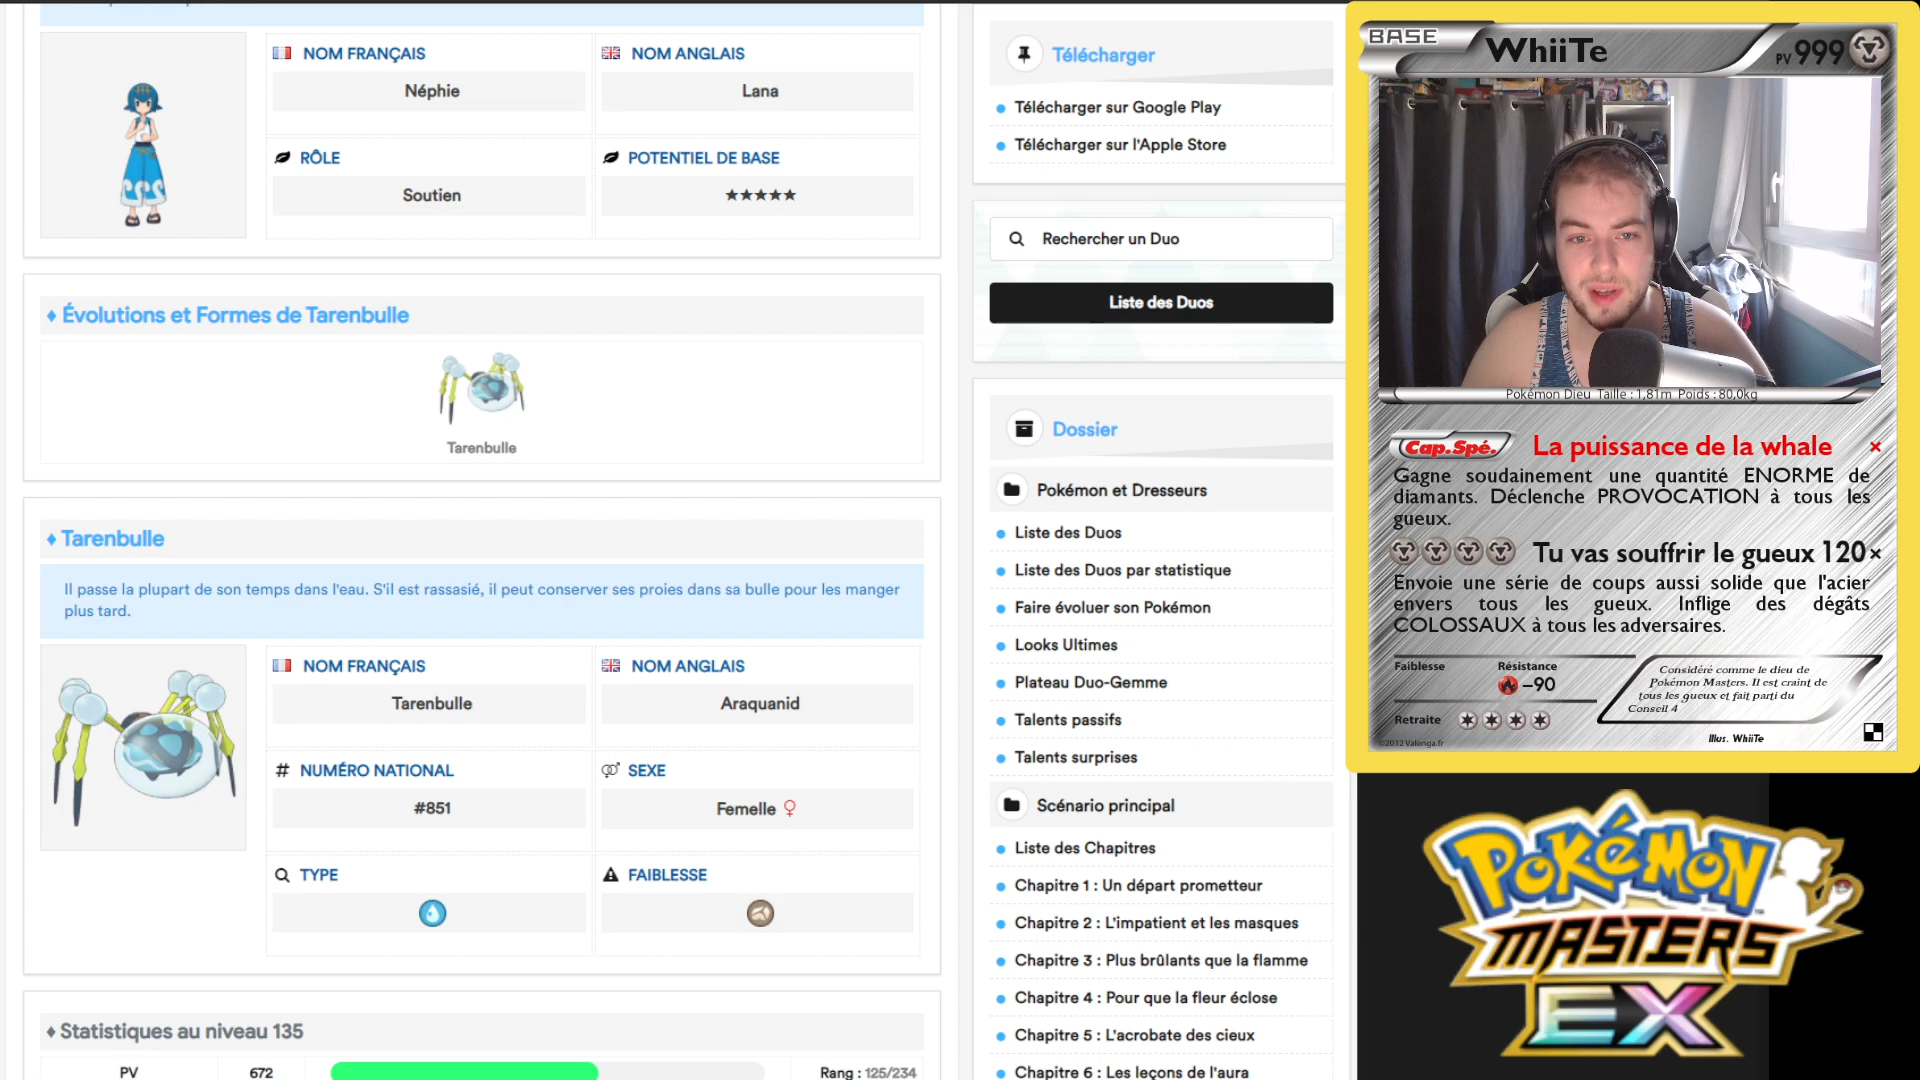 NOM FRANÇAIS
NOM ANGLAIS
Néphie
Lana
RÔLE
POTENTIEL DE BASE
Soutien
★★★★★
♦ Évolutions et Formes de Tarenbulle
Tarenbulle
♦ Tarenbulle
Il passe la plupart de son temps dans l'eau. S'il est rassasié, il peut conserver ses proies dans sa bulle pour les manger
plus tard.
NOM FRANÇAIS
NOM ANGLAIS
Tarenbulle
Araquanid
# NUMÉRO NATIONAL
SEXE
#851
Femelle ♀
TYPE
FAIBLESSE
♦ Statistiques au niveau 135
PV
672
Rang : 125/234
Télécharger
Télécharger sur Google Play
Télécharger sur l'Apple Store
Rechercher un Duo
Liste des Duos
Dossier
Pokémon et Dresseurs
Liste des Duos
Liste des Duos par statistique
Faire évoluer son Pokémon
Looks Ultimes
Plateau Duo-Gemme
Talents passifs
Talents surprises
Scénario principal
Liste des Chapitres
Chapitre 1 : Un départ prometteur
Chapitre 2 : L'impatient et les masques
Chapitre 3 : Plus brûlants que la flamme
Chapitre 4 : Pour que la fleur éclose
Chapitre 5 : L'acrobate des cieux
Chapitre 6 : Les leçons de l'aura
BASE
WhiiTe
PV 999
Pokémon Dieu Taille : 1,81m Poids : 80,0kg
Cap.Spé. La puissance de la whale ×
Gagne soudainement une quantité ENORME de
diamants. Déclenche PROVOCATION à tous les
gueux.
Tu vas souffrir le gueux 120×
Envoie une série de coups aussi solide que l'acier
envers tous les gueux. Inflige des dégâts
COLOSSAUX à tous les adversaires.
Faiblesse
Résistance
-90
Retraite
Considéré comme le dieu de
Pokémon Masters. Il est craint de
tous les gueux et fait parti du
Conseil 4
Illus. WhiiTe
©2012 Valenga.fr
POKéMON
MASTERS
EX